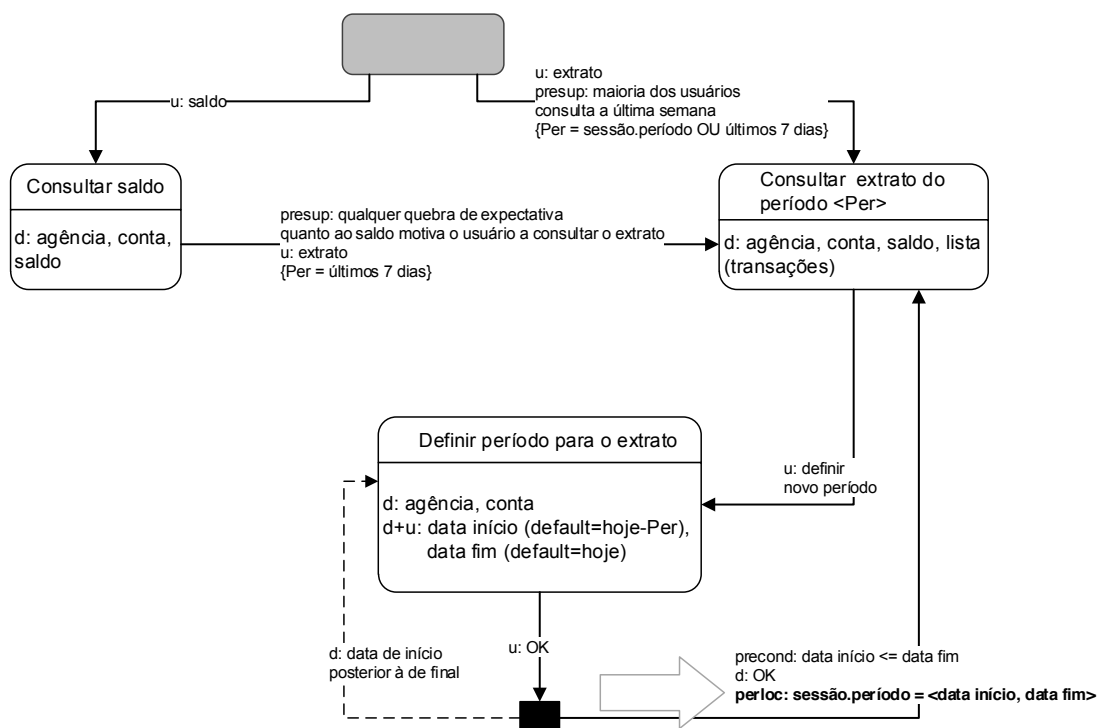 u: saldo
u: extrato
presup: maioria dos usuários
consulta a última semana
{Per = sessão.período OU últimos 7 dias}
Consultar saldo
d: agência, conta,
saldo
presup: qualquer quebra de expectativa
quanto ao saldo motiva o usuário a consultar o extrato
u: extrato
{Per = últimos 7 dias}
Consultar extrato do
período <Per>
d: agência, conta, saldo, lista
(transações)
Definir período para o extrato
d: agência, conta
d+u: data início (default=hoje-Per),
data fim (default=hoje)
u: definir
novo período
d: data de início
posterior à de final
u: OK
precond: data início <= data fim
d: OK
perloc: sessão.período = <data início, data fim>